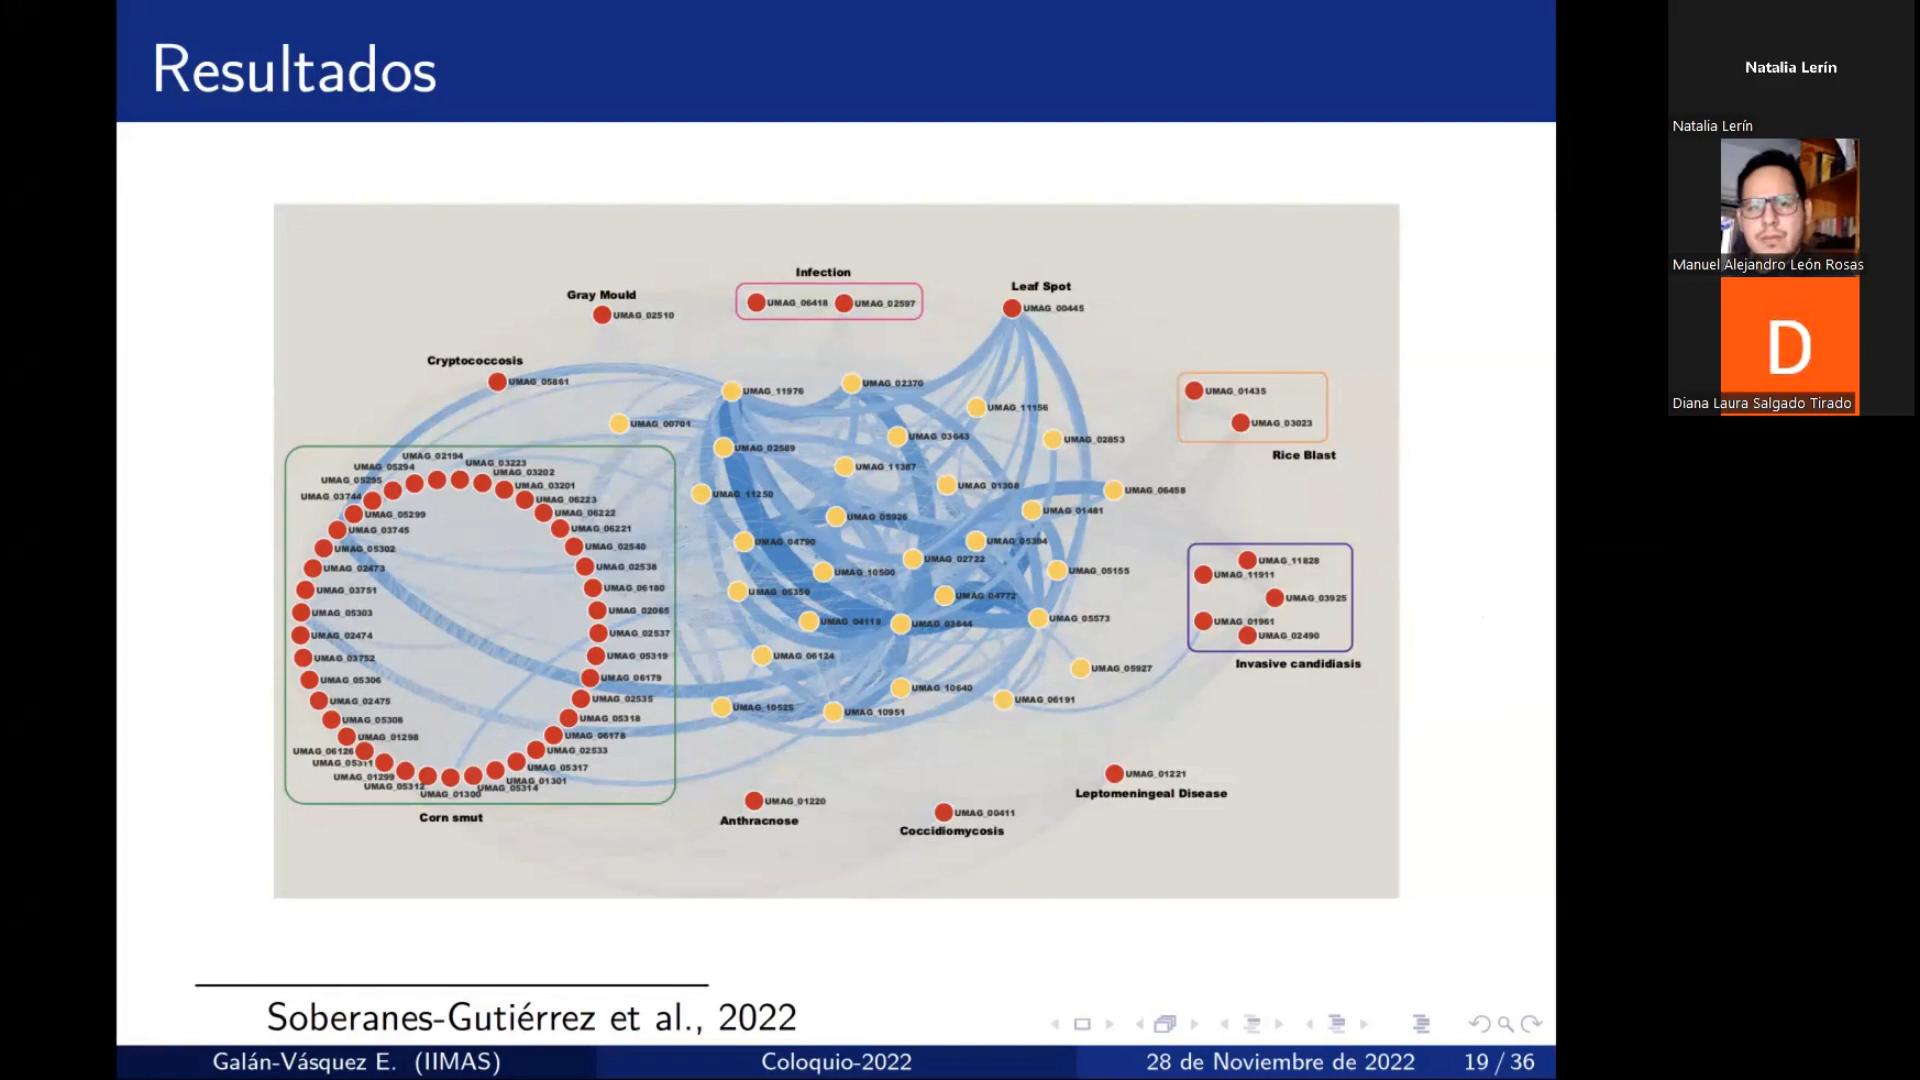 Resultados
Infection
UMAG_06418
UMAG_02597
Gray Mould
UMAG_02510
Leaf Spot
UMAG_00445
Cryptococcosis
UMAG_05861
UMAG_11976
UMAG_02370
UMAG_00701
UMAG_11156
UMAG_02589
UMAG_03643
UMAG_02853
UMAG_11387
UMAG_11250
UMAG_01308
UMAG_06458
UMAG_05926
UMAG_01481
UMAG_04790
UMAG_05394
UMAG_02722
UMAG_10500
UMAG_05155
UMAG_05350
UMAG_04772
UMAG_04119
UMAG_03644
UMAG_05573
UMAG_06124
UMAG_05927
UMAG_10640
UMAG_10525
UMAG_10951
UMAG_06191
UMAG_01435
UMAG_03023
Rice Blast
UMAG_11828
UMAG_11911
UMAG_03925
UMAG_01961
UMAG_02490
Invasive candidiasis
UMAG_02194
UMAG_05294
UMAG_03223
UMAG_05295
UMAG_03202
UMAG_03744
UMAG_03201
UMAG_06223
UMAG_05299
UMAG_06222
UMAG_03745
UMAG_06221
UMAG_05302
UMAG_02540
UMAG_02473
UMAG_02538
UMAG_03751
UMAG_06180
UMAG_05303
UMAG_02065
UMAG_02474
UMAG_02537
UMAG_03752
UMAG_05319
UMAG_05306
UMAG_06179
UMAG_02475
UMAG_02535
UMAG_05308
UMAG_05318
UMAG_01298
UMAG_06178
UMAG_06126
UMAG_02533
UMAG_05311
UMAG_05317
UMAG_01299
UMAG_01301
UMAG_05312
UMAG_05314
UMAG_01300
Corn smut
UMAG_01220
Anthracnose
UMAG_00411
Coccidiomycosis
UMAG_01221
Leptomeningeal Disease
Soberanes-Gutiérrez et al., 2022
Galán-Vásquez E. (IIMAS)
Coloquio-2022
28 de Noviembre de 2022
19 / 36
Natalia Lerín
Natalia Lerín
Manuel Alejandro León Rosas
D
Diana Laura Salgado Tirado